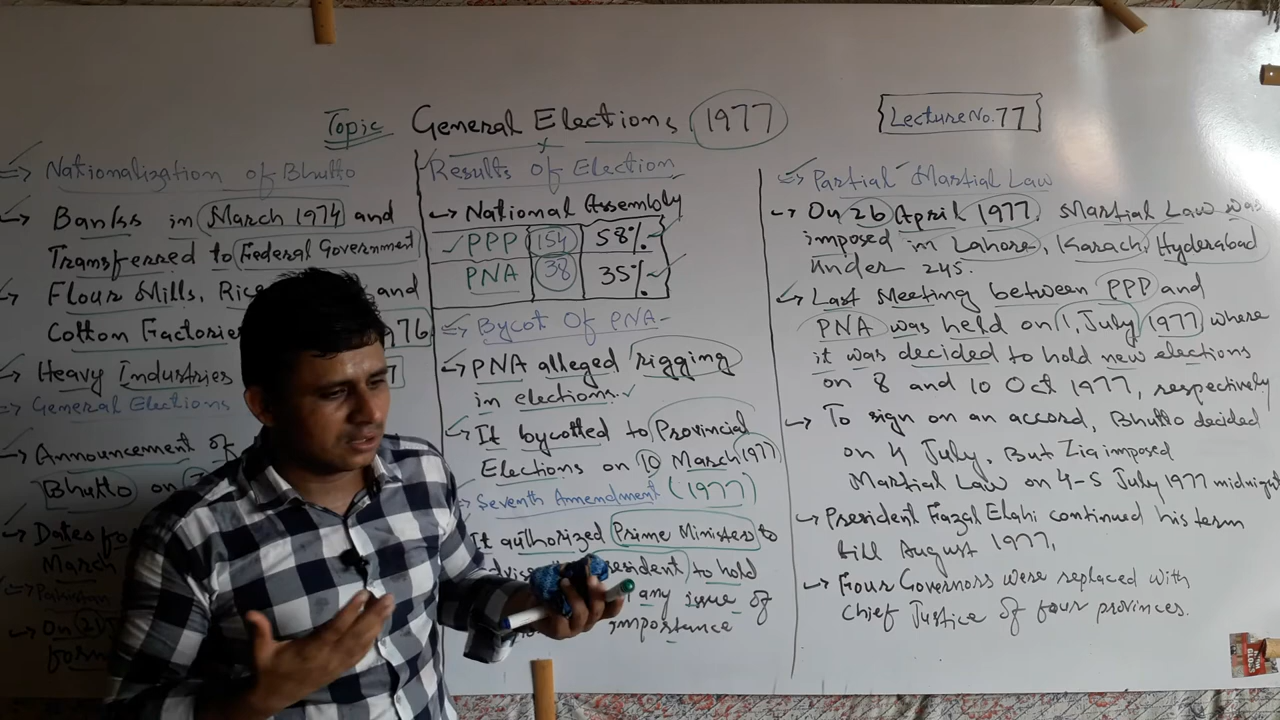 Topic General Elections 1977
Lecture No. 77
⇒ Nationalization of Bhutto
→ Bankss in March 1974 and
Transferred to Federal Government
→ Flour Mills, Rice and
Cotton Factories 76
→ Heavy Industries
⇒ General Elections
→ Announcement of
Bhutto on
→ Dates fo
March
Pakistan
→ On
form
Results of Election
→ National Assembly
PPP 154 58%
PNA 38 35%
⇒ Bycot Of PNA-
→ PNA alleged rigging
in elections.
→ It bycotted to Provincial
Elections on 10 March 1977
Seventh Amendment (1977)
It authorized Prime Ministers to
resident to hold
any issue of
importance
⇒ Partial Martial Law
→ On 26 April 1977, Martial Law was
imposed in Lahore, Karach, Hyderabad
Under 245.
→ Last Meeting between PPP and
PNA was held on 1, July 1977 where
it was decided to hold new elections
on 8 and 10 Oct 1977, respectively
→ To sign on an accord, Bhutto decided
on 4 July, But Zia imposed
Martial Law on 4-5 July 1977 midnight
→ President Fazal Elahi continued his term
till August 1977,
→ Four Governors were replaced with
Chief Justice of four provinces.